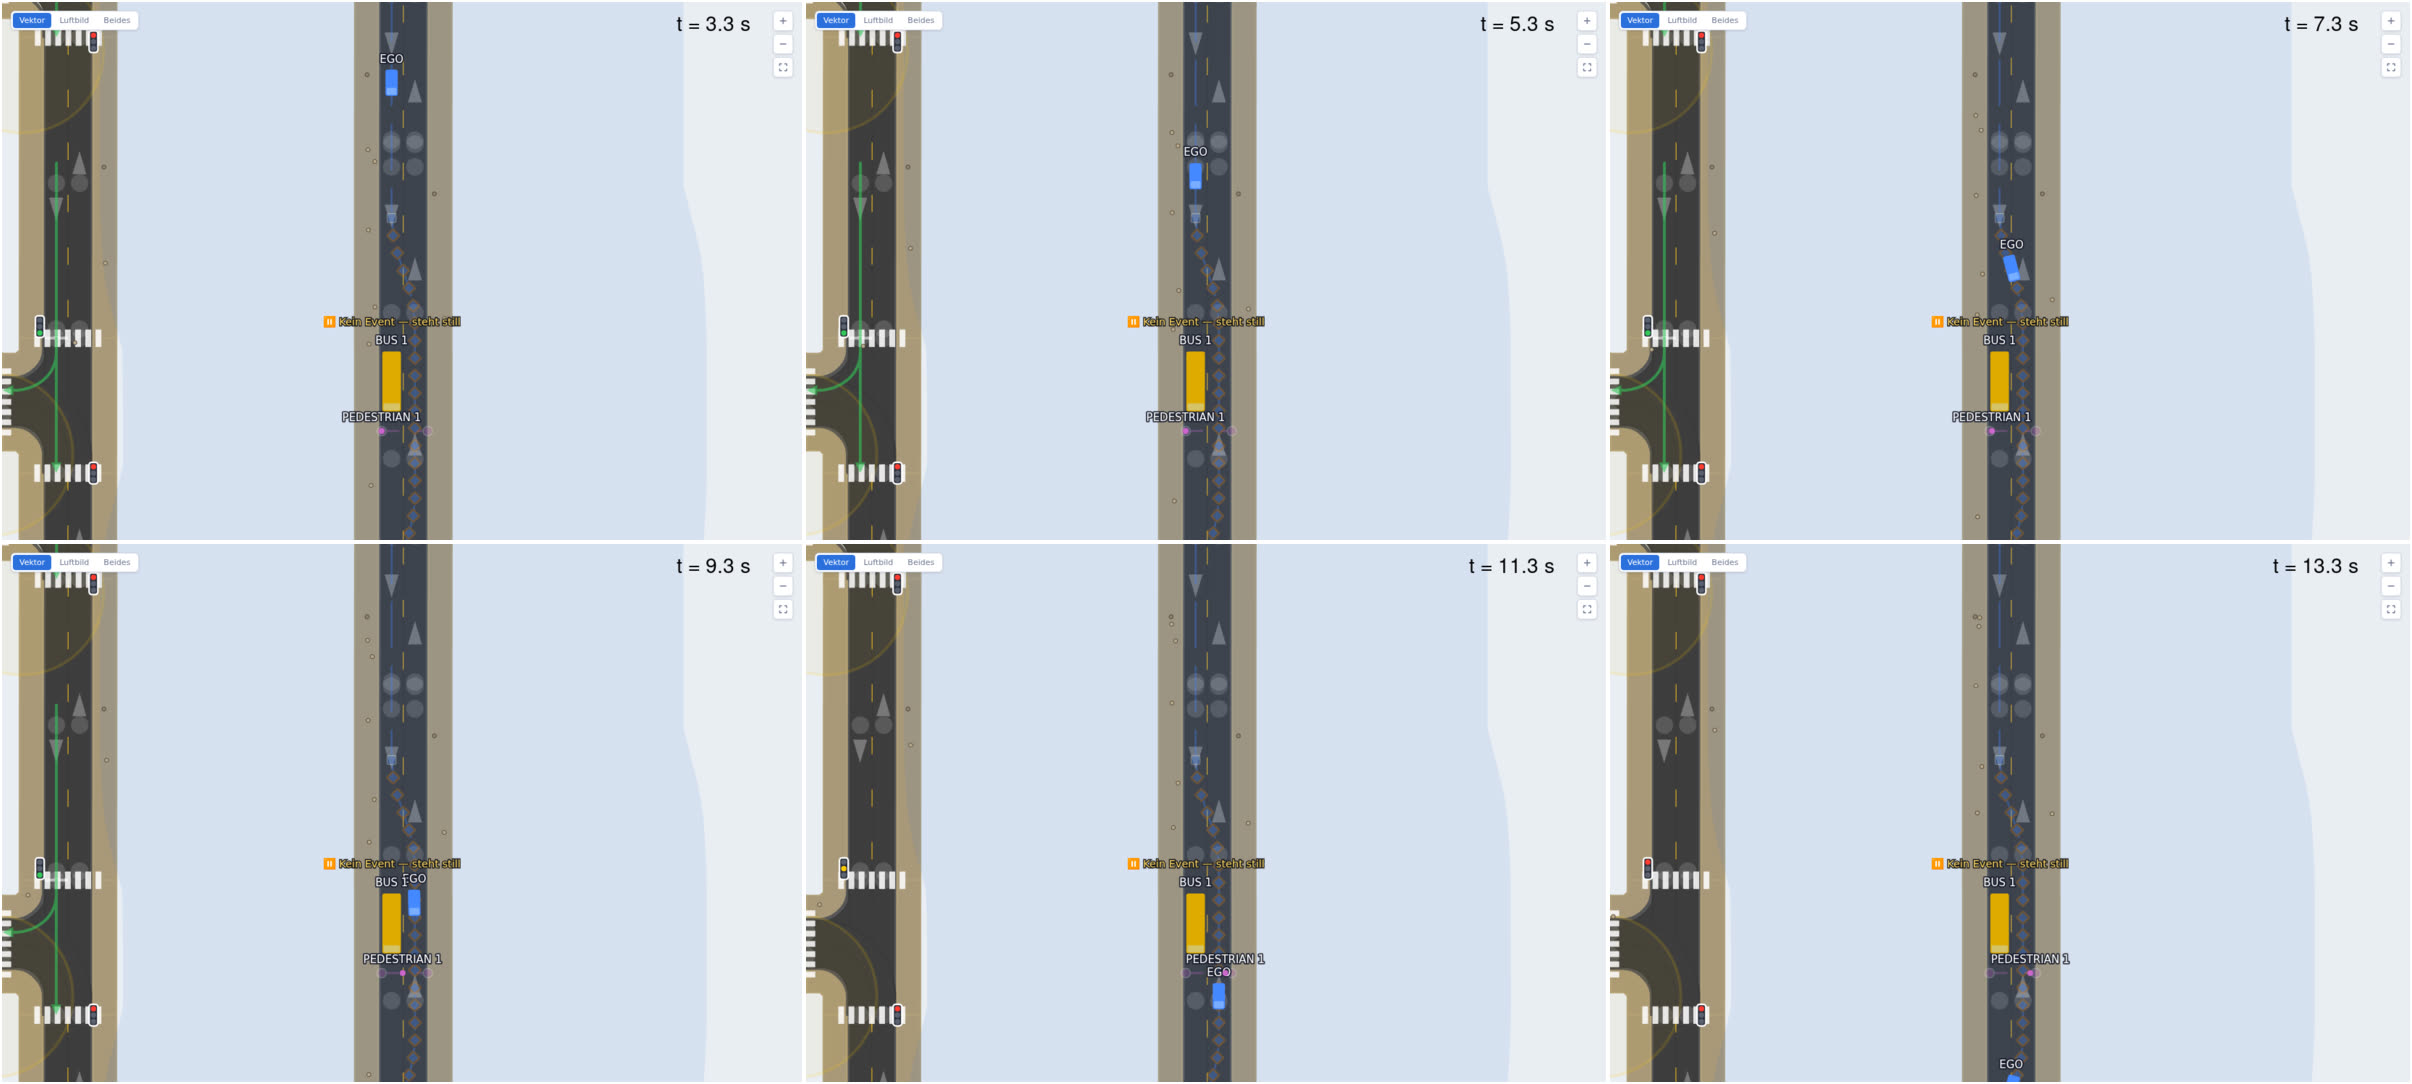 Vektor Luftbild Beides
t = 3.3 s
+
−
EGO
Kein Event — steht still
BUS 1
PEDESTRIAN 1
Vektor Luftbild Beides
t = 5.3 s
+
−
EGO
Kein Event — steht still
BUS 1
PEDESTRIAN 1
Vektor Luftbild Beides
t = 7.3 s
+
−
EGO
Kein Event — steht still
BUS 1
PEDESTRIAN 1
Vektor Luftbild Beides
t = 9.3 s
+
−
Kein Event — steht still
EGO
BUS 1
PEDESTRIAN 1
Vektor Luftbild Beides
t = 11.3 s
+
−
Kein Event — steht still
BUS 1
PEDESTRIAN 1
EGO
Vektor Luftbild Beides
t = 13.3 s
+
−
Kein Event — steht still
BUS 1
PEDESTRIAN 1
EGO